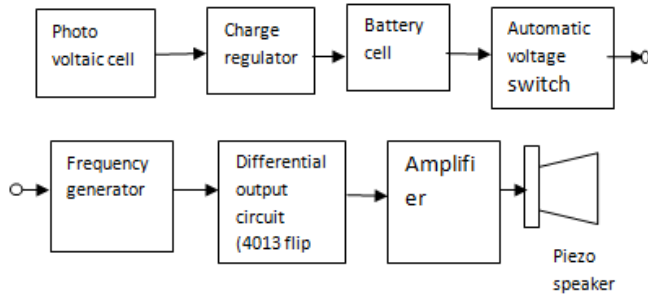 Photo
voltaic cell
Charge
regulator
Battery
cell
Automatic
voltage
switch
Frequency
generator
Differential
output
circuit
(4013 flip
Amplifi
er
Piezo
speaker